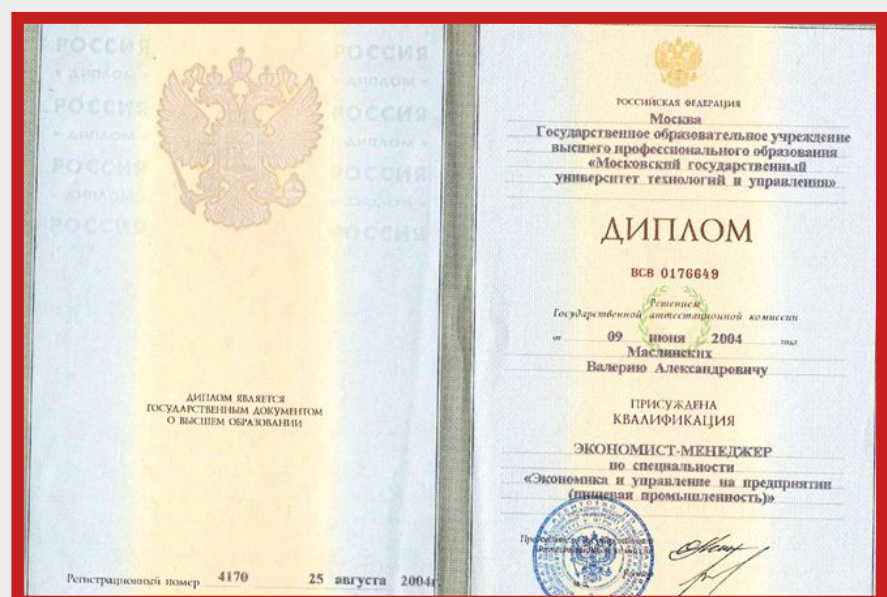 РОССИЯ РОССИЯ
• ДИПЛОМ • • ДИПЛОМ •
РОССИЯ РОССИЯ
• ДИПЛОМ • • ДИПЛОМ •
РОССИЯ РОССИЯ
• ДИПЛОМ • • ДИПЛОМ •
РОССИЯ РОССИЯ
ДИПЛОМ ЯВЛЯЕТСЯ
ГОСУДАРСТВЕННЫМ ДОКУМЕНТОМ
О ВЫСШЕМ ОБРАЗОВАНИИ
Регистрационный номер 4170 25 августа 2004г.
РОССИЙСКАЯ ФЕДЕРАЦИЯ
Москва
Государственное образовательное учреждение
высшего профессионального образования
«Московский государственный
университет технологий и управления»
ДИПЛОМ
ВСВ 0176649
Решением
Государственной аттестационной комиссии
от 09 июня 2004 года
Маслинских
Валерию Александровичу
ПРИСУЖДЕНА
КВАЛИФИКАЦИЯ
ЭКОНОМИСТ-МЕНЕДЖЕР
по специальности
«Экономика и управление на предприятии
(пищевая промышленность)»